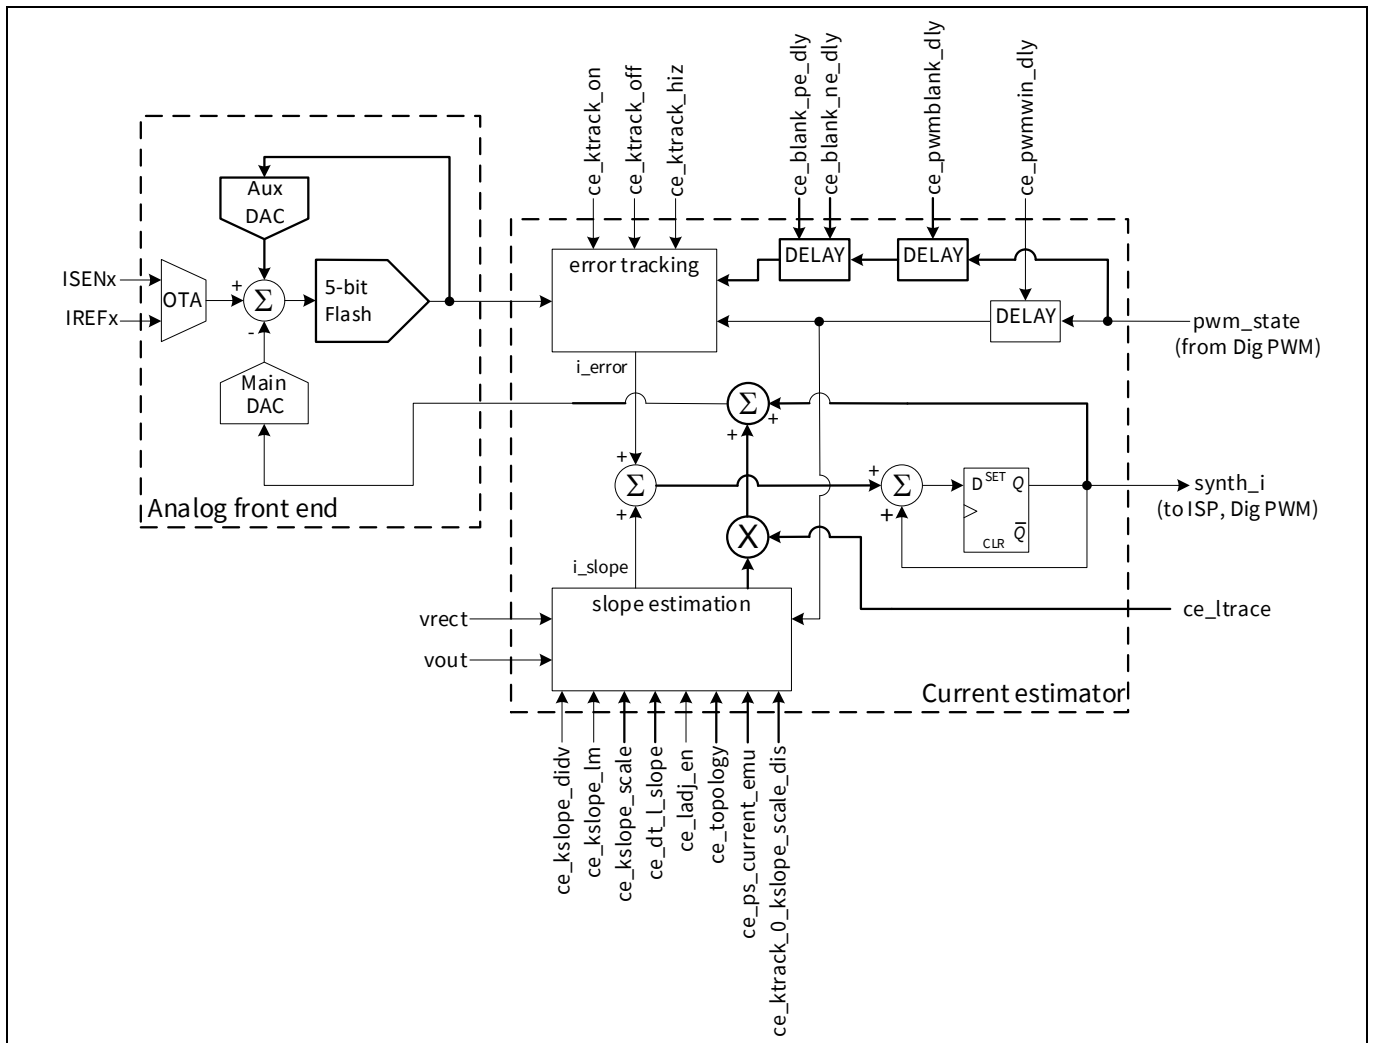 ce_ktrack_on
ce_ktrack_off
ce_ktrack_hiz
ce_blank_pe_dly
ce_blank_ne_dly
ce_pwmblank_dly
ce_pwmwin_dly
Aux
DAC
ISENx
IREFx
OTA
+
Σ
-
5-bit
Flash
Main
DAC
Analog front end
error tracking
DELAY
DELAY
DELAY
pwm_state
(from Dig PWM)
i_error
Σ
+
+
+
Σ
+
+
Σ
+
D SET Q
CLR Q
synth_i
(to ISP, Dig PWM)
X
i_slope
slope estimation
vrect
vout
ce_ltrace
Current estimator
ce_kslope_didv
ce_kslope_lm
ce_kslope_scale
ce_dt_l_slope
ce_ladj_en
ce_topology
ce_ps_current_emu
ce_ktrack_0_kslope_scale_dis